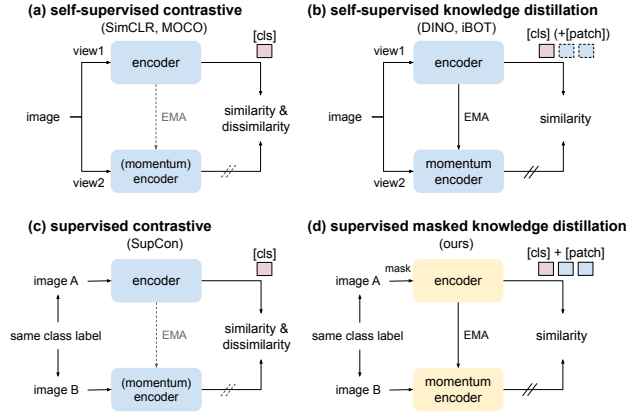 (a) self-supervised contrastive
(SimCLR, MOCO)
[cls]
view1
encoder
image
EMA
similarity &
dissimilarity
view2
(momentum)
encoder
(b) self-supervised knowledge distillation
(DINO, iBOT)
[cls] (+[patch])
view1
encoder
image
EMA
similarity
view2
momentum
encoder
(c) supervised contrastive
(SupCon)
[cls]
image A
encoder
same class label
EMA
similarity &
dissimilarity
image B
(momentum)
encoder
(d) supervised masked knowledge distillation
(ours)
[cls] + [patch]
image A
mask
encoder
same class label
EMA
similarity
image B
momentum
encoder